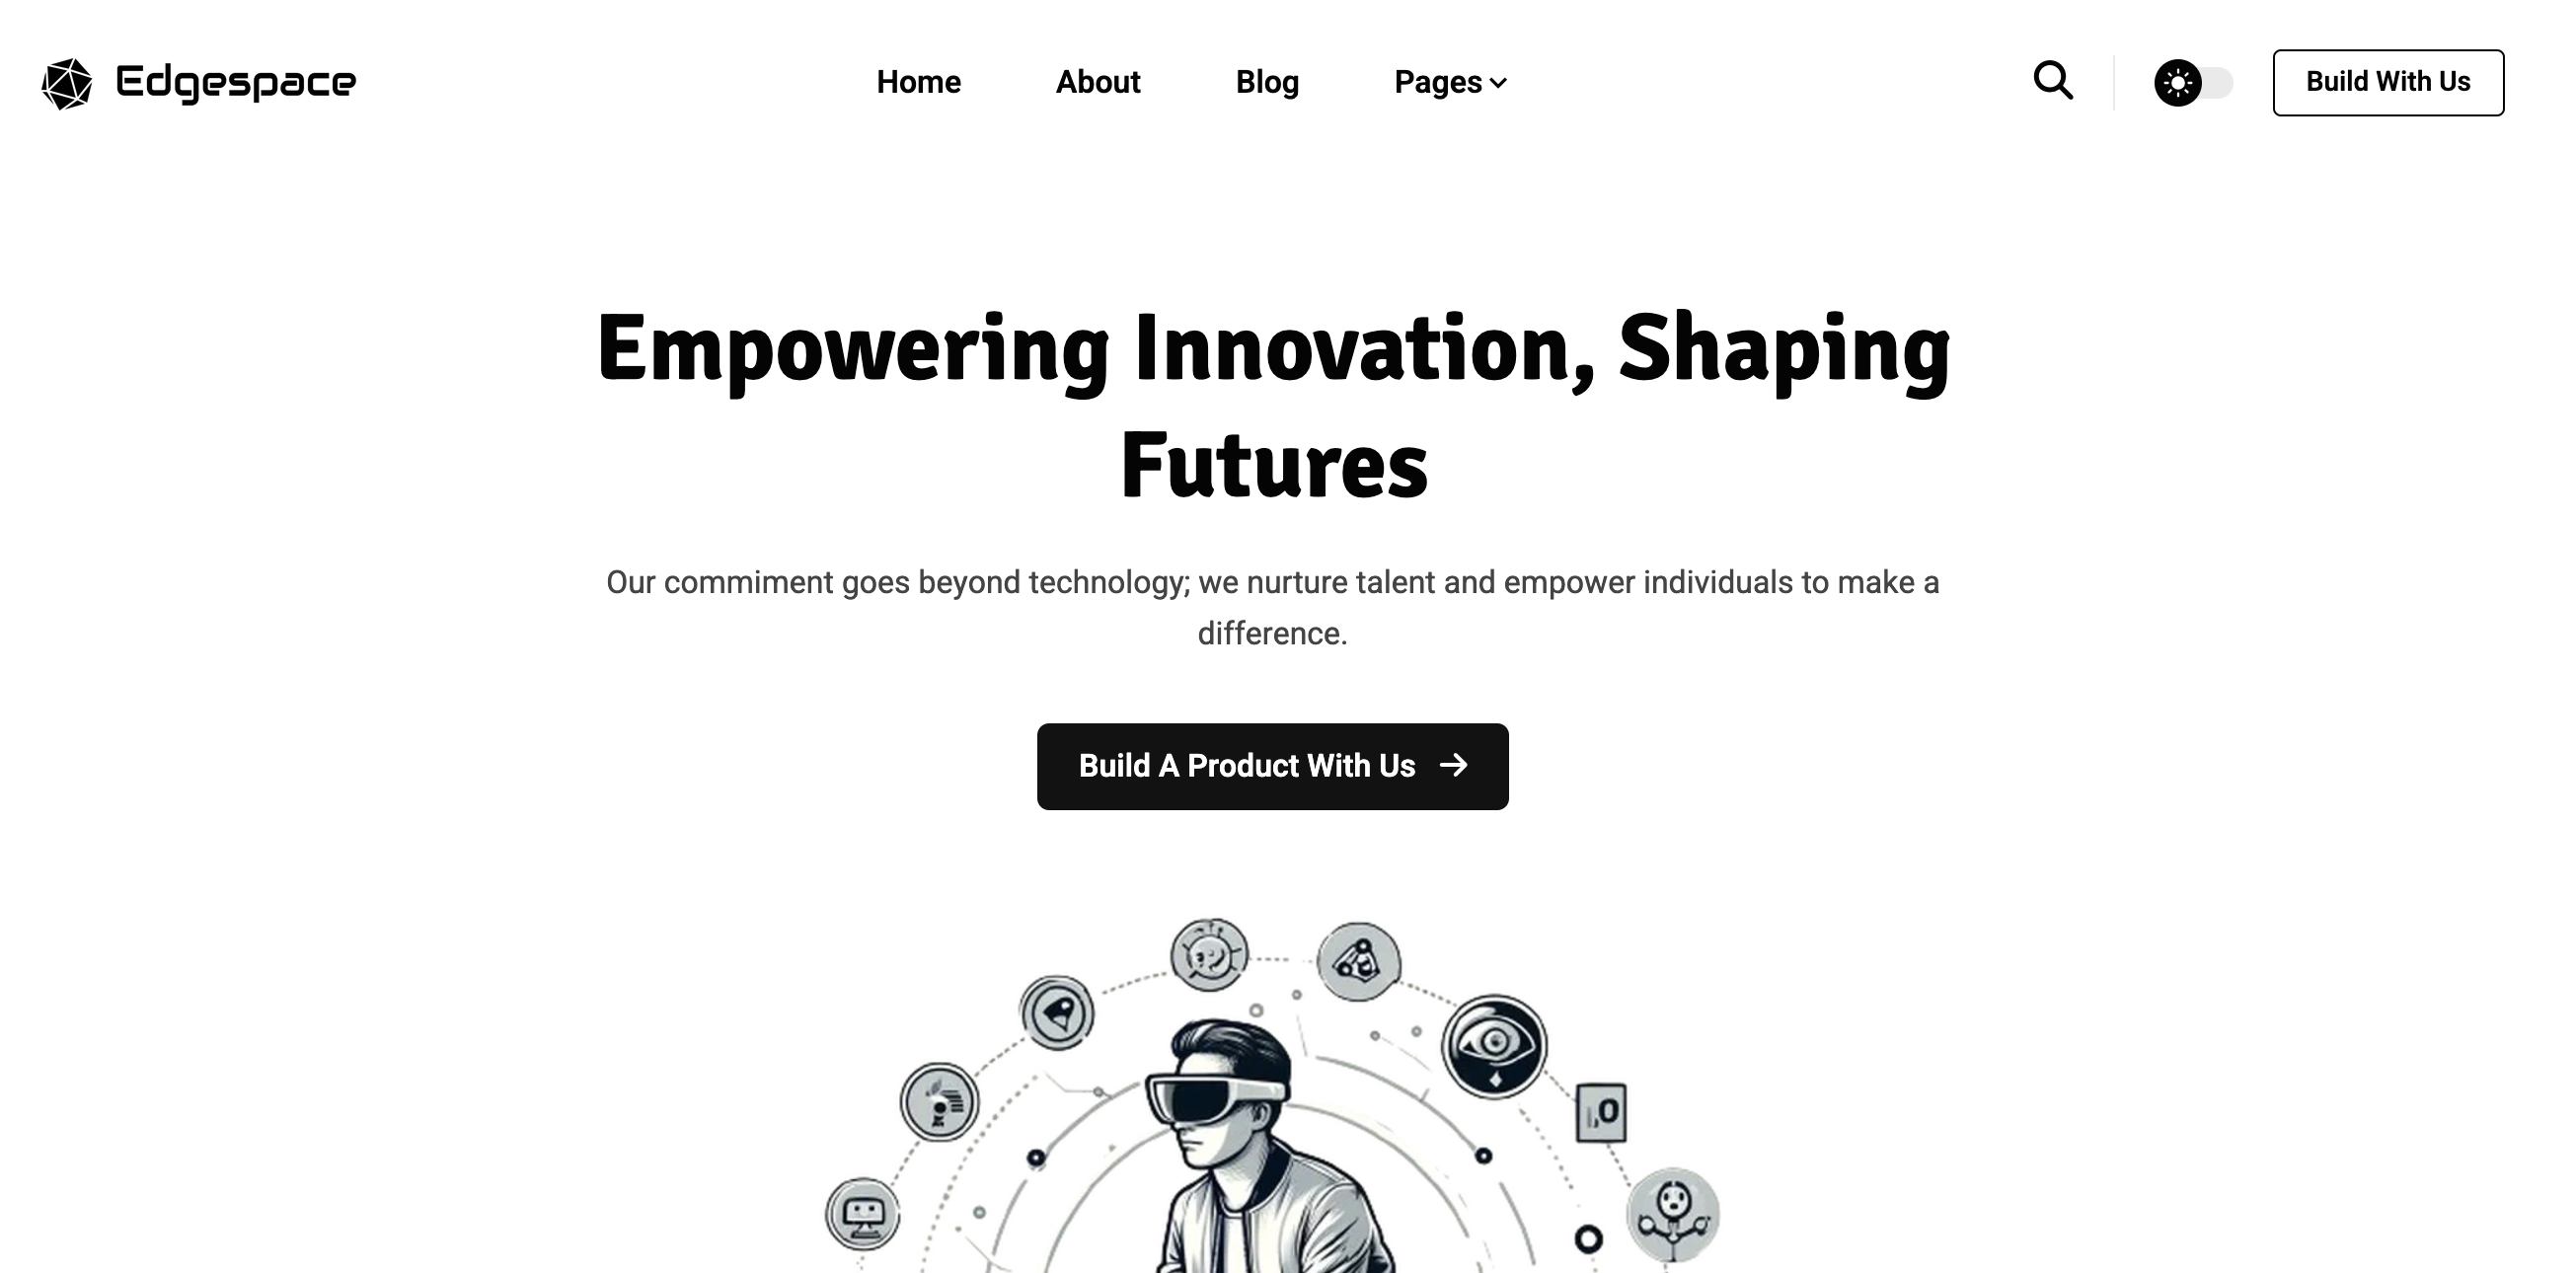 Edgespace
Home About Blog Pages
Build With Us
Empowering Innovation, Shaping
Futures
Our commiment goes beyond technology; we nurture talent and empower individuals to make a
difference.
Build A Product With Us